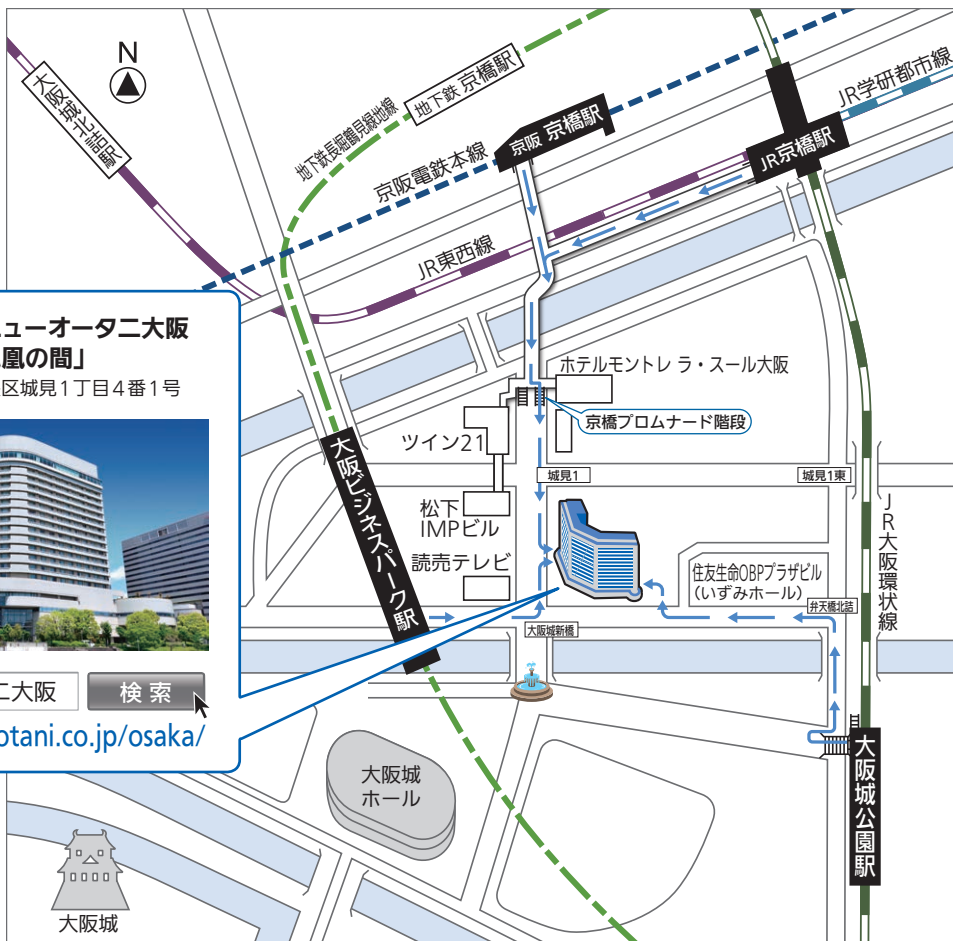 N
大阪城北詰駅
地下鉄長堀鶴見緑地線
地下鉄 京橋駅
京阪電鉄本線
京阪 京橋駅
JR学研都市線
JR京橋駅
JR東西線
ューオータニ大阪
凰の間」
区城見1丁目4番1号
ニ大阪
検 索
otani.co.jp/osaka/
ホテルモントレ ラ・スール大阪
京橋プロムナード階段
ツイン21
城見1
城見1東
松下
IMPビル
読売テレビ
大阪ビジネスパーク駅
住友生命OBPプラザビル
(いずみホール)
弁天橋北詰
JR大阪環状線
大阪城新橋
大阪城
ホール
大阪城公園駅
大阪城